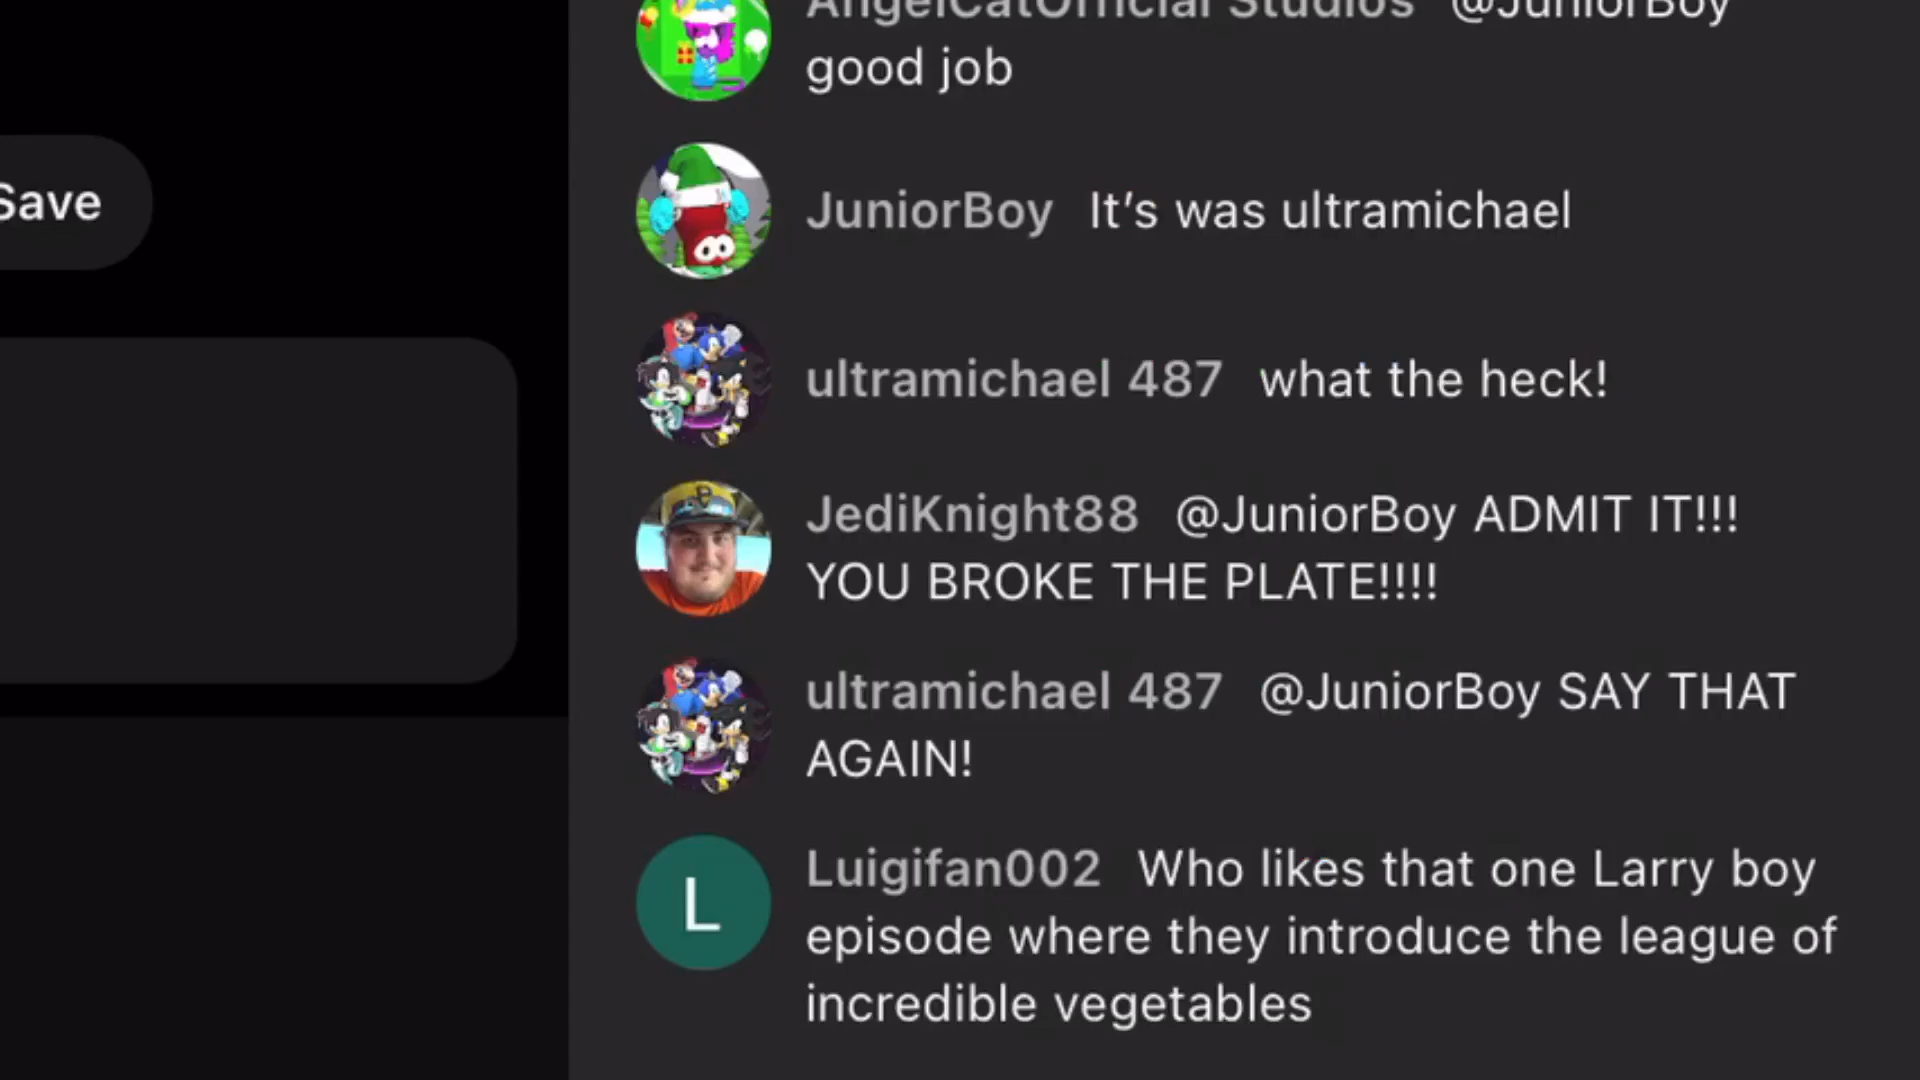 AngelCatOfficial Studios @JuniorBoy
good job
Save
JuniorBoy It’s was ultramichael
ultramichael 487 what the heck!
JediKnight88 @JuniorBoy ADMIT IT!!!
YOU BROKE THE PLATE!!!!
ultramichael 487 @JuniorBoy SAY THAT
AGAIN!
L
Luigifan002 Who likes that one Larry boy
episode where they introduce the league of
incredible vegetables